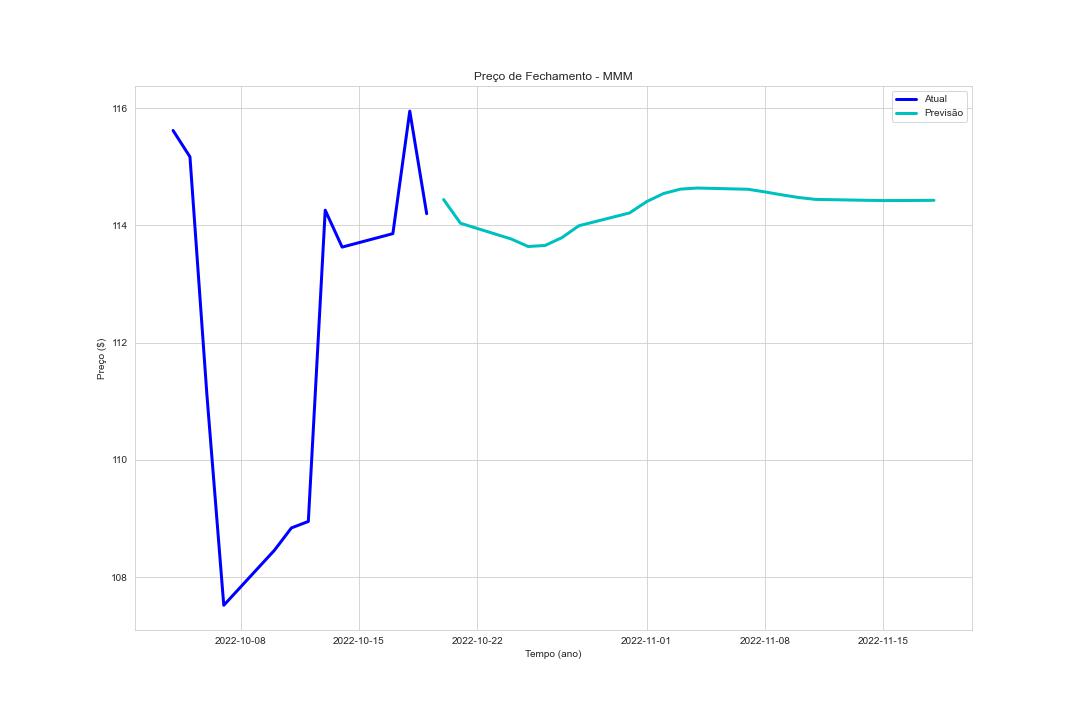 Preço de Fechamento - MMM
Atual
Previsão
Preço ($)
116
114
112
110
108
2022-10-08
2022-10-15
2022-10-22
2022-11-01
2022-11-08
2022-11-15
Tempo (ano)